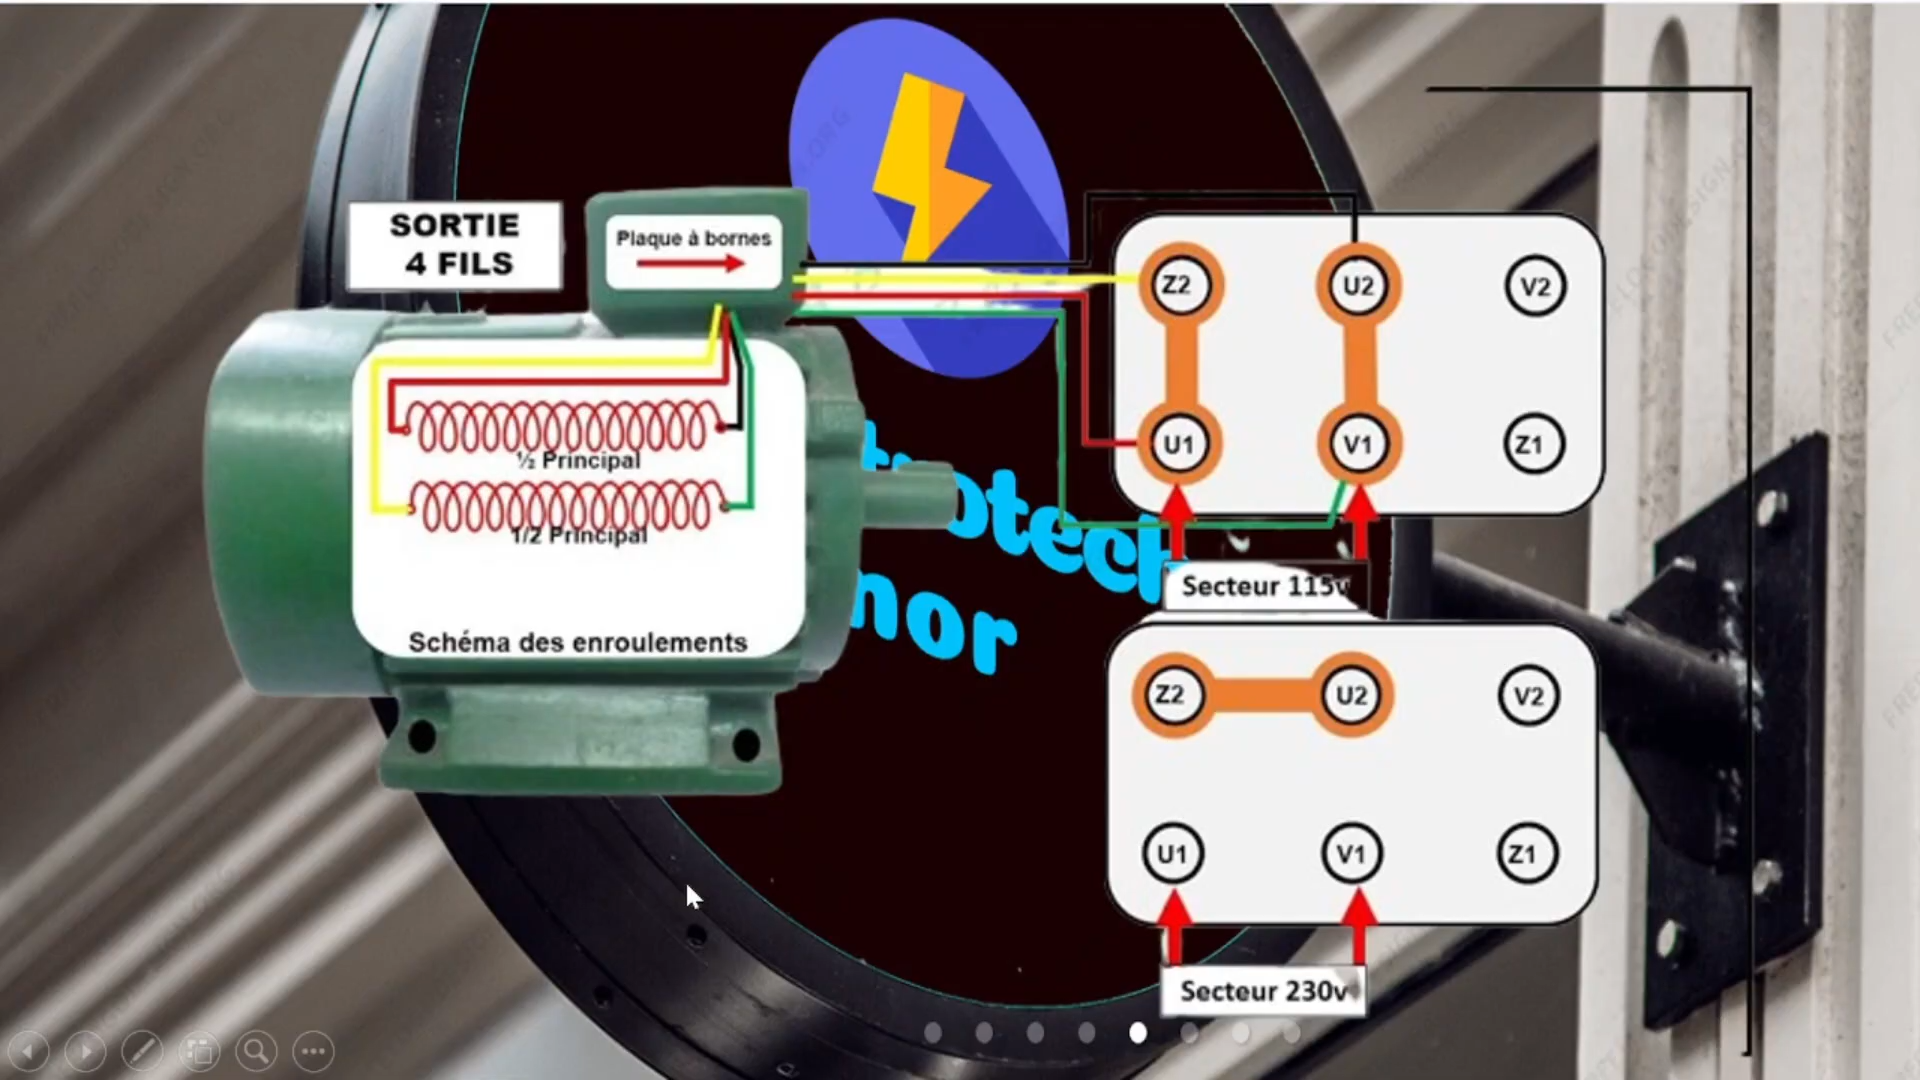 SORTIE
4 FILS
Plaque à bornes
½ Principal
1/2 Principal
Schéma des enroulements
Z2 U2 V2
U1 V1 Z1
Secteur 115v
nor
Z2 U2 V2
U1 V1 Z1
Secteur 230v